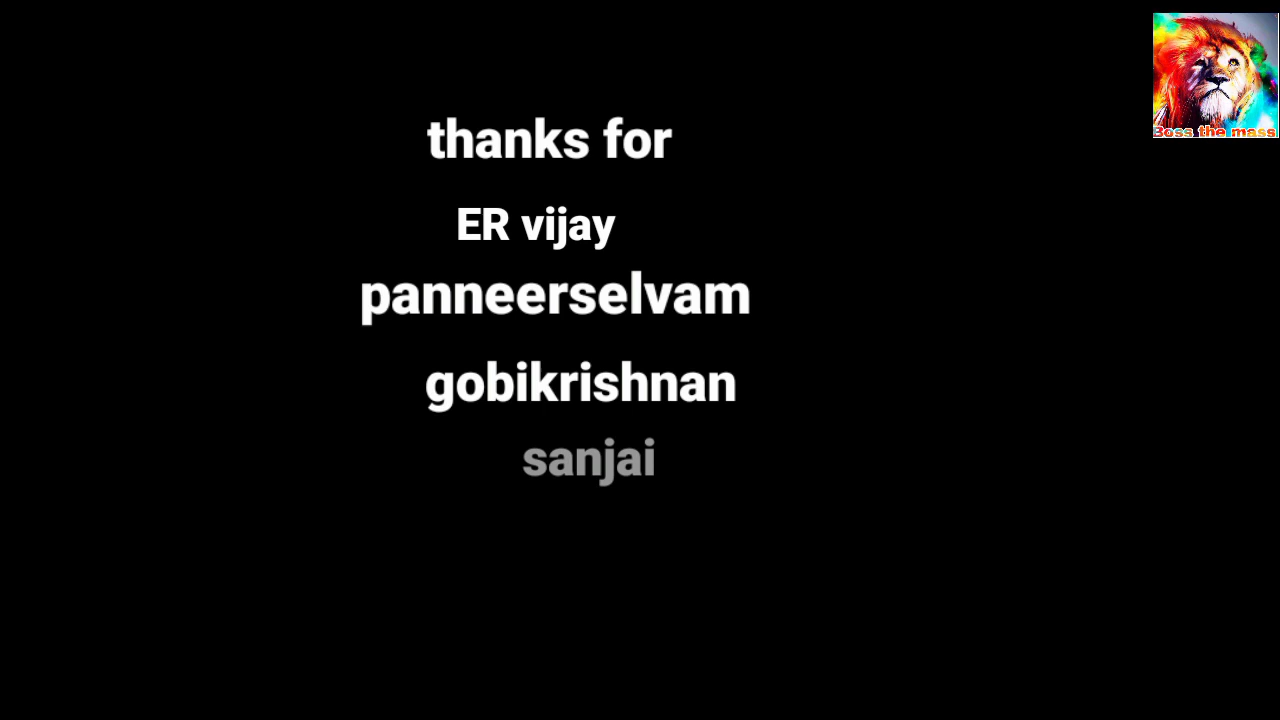 thanks for
ER vijay
panneerselvam
gobikrishnan
sanjai
Boss the mass